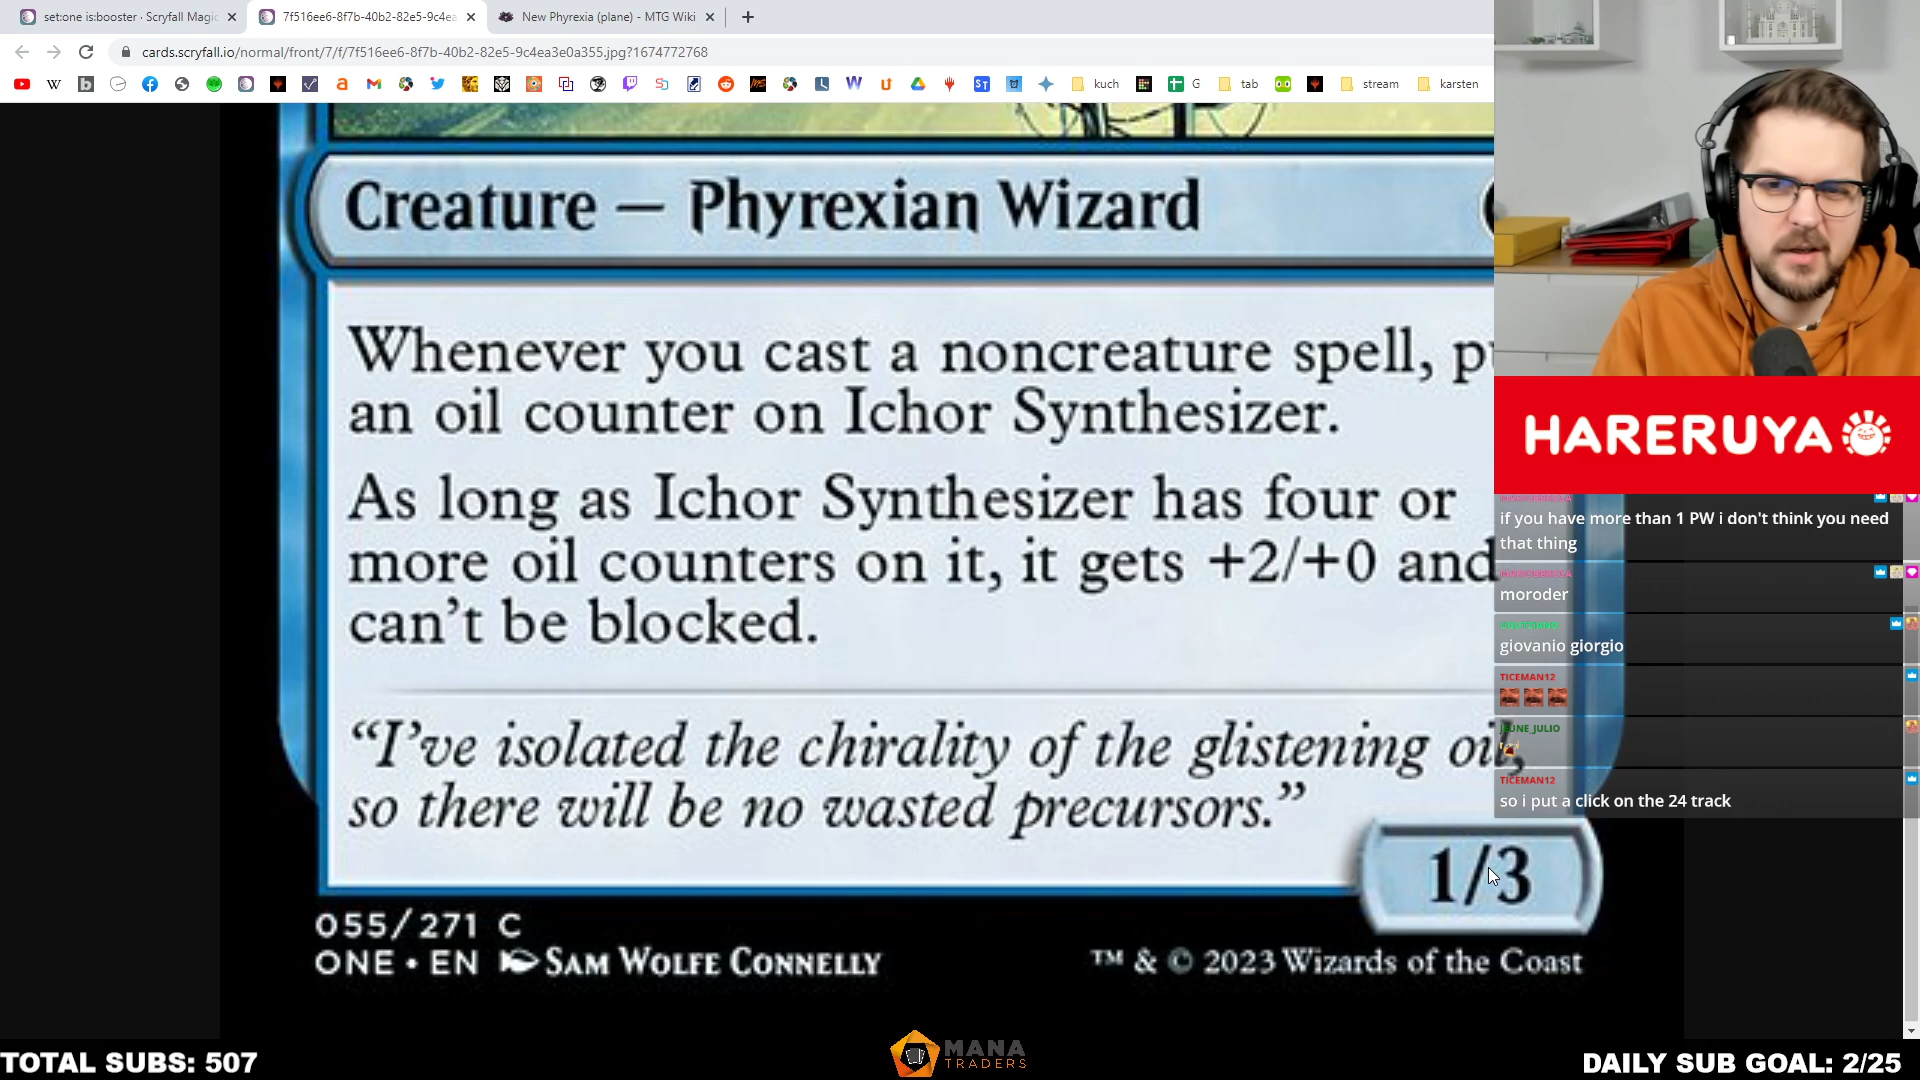 set:one is:booster · Scryfall Magic
7f516ee6-8f7b-40b2-82e5-9c4ea
New Phyrexia (plane) - MTG Wiki
cards.scryfall.io/normal/front/7/f/7f516ee6-8f7b-40b2-82e5-9c4ea3e0a355.jpg?1674772768
kuch
G
tab
stream
karsten
Creature — Phyrexian Wizard
Whenever you cast a noncreature spell, pu
an oil counter on Ichor Synthesizer.
As long as Ichor Synthesizer has four or
more oil counters on it, it gets +2/+0 and
can't be blocked.
"I've isolated the chirality of the glistening oil,
so there will be no wasted precursors."
1/3
055/271 C
ONE • EN SAM WOLFE CONNELLY
™ & © 2023 Wizards of the Coast
HARERUYA
if you have more than 1 PW i don't think you need
that thing
moroder
giovanio giorgio
TICEMAN12
JEUNE_JULIO
TICEMAN12
so i put a click on the 24 track
TOTAL SUBS: 507
MANA
TRADERS
DAILY SUB GOAL: 2/25